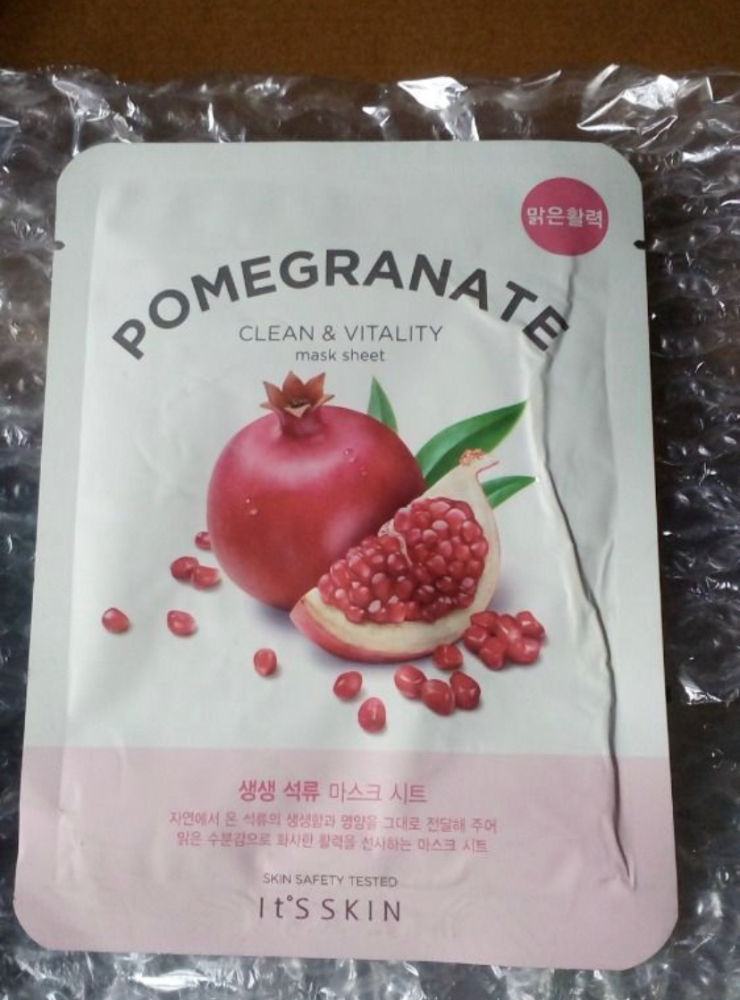 맑은활력
POMEGRANATE
CLEAN & VITALITY
mask sheet
생생 석류 마스크 시트
자연에서 온 석류의 생생함과 영양을 그대로 전달해 주어
맑은 수분감으로 화사한 활력을 선사하는 마스크 시트
SKIN SAFETY TESTED
It'S SKIN